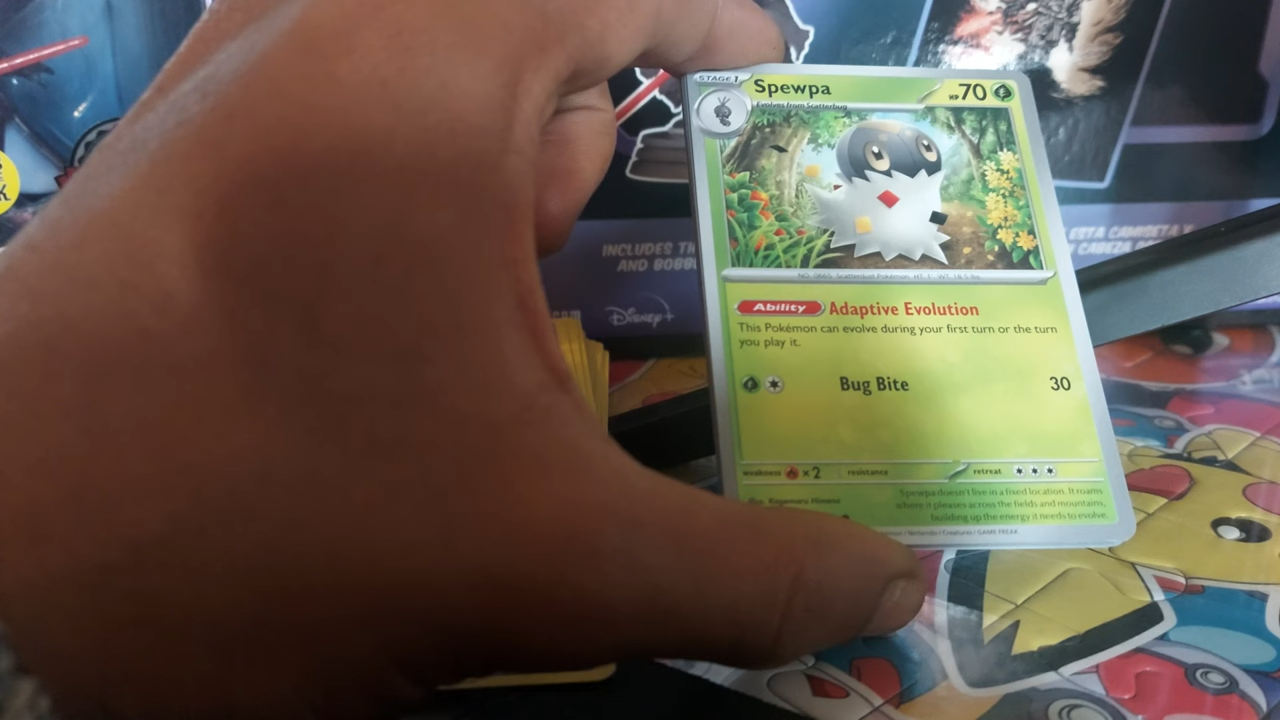 STAGE 1
Spewpa
HP 70
Evolves from Scatterbug
NO. 0665 Scatterdust Pokémon HT: 1' WT: 18.5 lbs.
Ability Adaptive Evolution
This Pokémon can evolve during your first turn or the turn
you play it.
Bug Bite 30
weakness ×2 resistance retreat
Illus. Kagemaru Himeno
Spewpa doesn't live in a fixed location. It roams
where it pleases across the fields and mountains,
building up the energy it needs to evolve.
Nintendo / Creatures / GAME FREAK
INCLUDES
AND
Disney+
ESTA CAMISETA Y
CABEZA